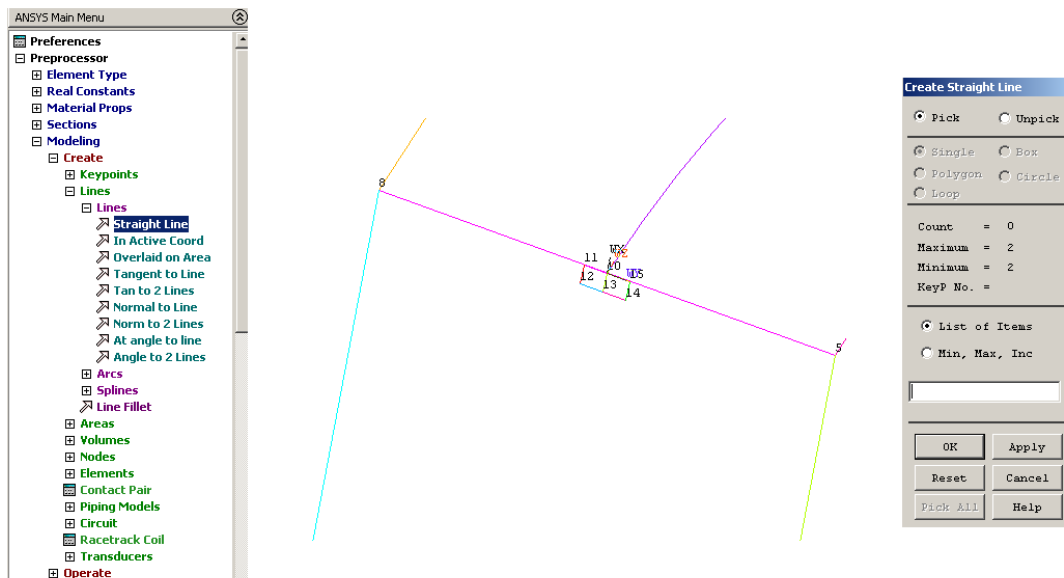 ANSYS Main Menu
Preferences
Preprocessor
Element Type
Real Constants
Material Props
Sections
Modeling
Create
Keypoints
Lines
Lines
Straight Line
In Active Coord
Overlaid on Area
Tangent to Line
Tan to 2 Lines
Normal to Line
Norm to 2 Lines
At angle to line
Angle to 2 Lines
Arcs
Splines
Line Fillet
Areas
Volumes
Nodes
Elements
Contact Pair
Piping Models
Circuit
Racetrack Coil
Transducers
Operate
8
11
12
10
13
14
5
Create Straight Line
Pick Unpick
Single Box
Polygon Circle
Loop
Count = 0
Maximum = 2
Minimum = 2
KeyP No. =
List of Items
Min, Max, Inc
OK Apply
Reset Cancel
Pick All Help